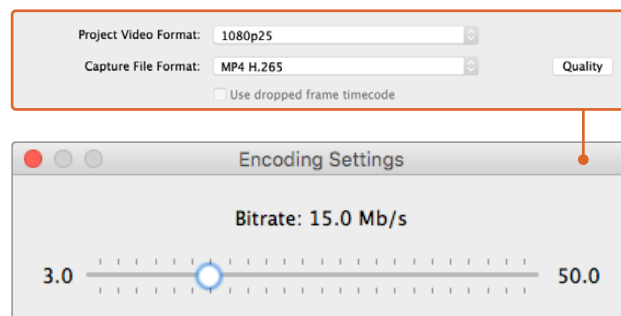 Project Video Format: 1080p25
Capture File Format: MP4 H.265 Quality
Use dropped frame timecode
Encoding Settings
Bitrate: 15.0 Mb/s
3.0 50.0